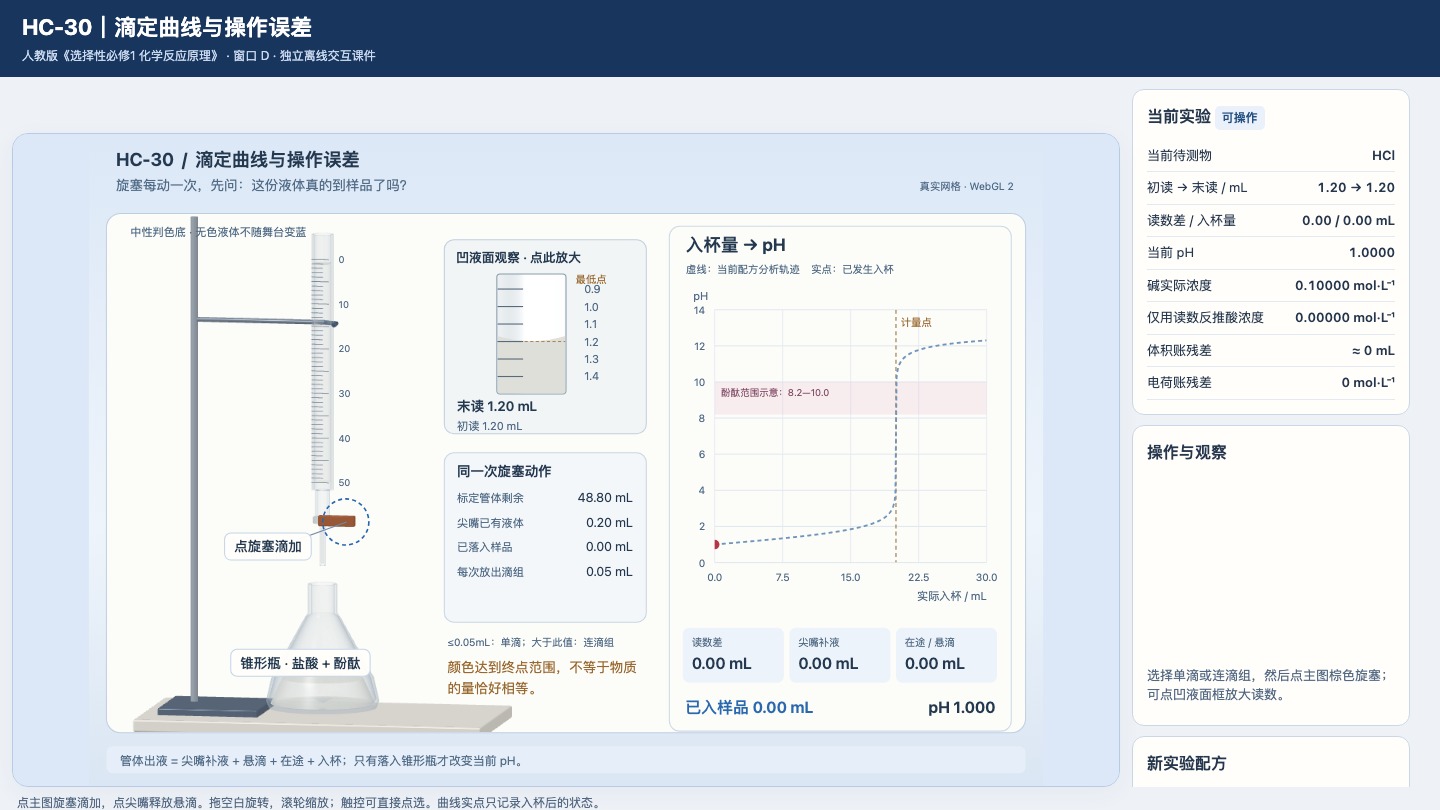 HC-30｜滴定曲线与操作误差
人教版《选择性必修1 化学反应原理》 · 窗口 D · 独立离线交互课件
HC-30 / 滴定曲线与操作误差
旋塞每动一次，先问：这份液体真的到样品了吗？
真实网格 · WebGL 2
中性判色底 · 无色液体不随舞台变蓝
0
10
20
30
40
50
点旋塞滴加
锥形瓶 · 盐酸 + 酚酞
凹液面观察 · 点此放大
最低点
0.9
1.0
1.1
1.2
1.3
1.4
末读 1.20 mL
初读 1.20 mL
同一次旋塞动作
标定管体剩余 48.80 mL
尖嘴已有液体 0.20 mL
已落入样品 0.00 mL
每次放出滴组 0.05 mL
≤0.05mL：单滴；大于此值：连滴组
颜色达到终点范围，不等于物质
的量恰好相等。
入杯量 → pH
虚线：当前配方分析轨迹 实点：已发生入杯
pH
14
12
10
8
6
4
2
0
计量点
酚酞范围示意：8.2—10.0
0.0 7.5 15.0 22.5 30.0
实际入杯 / mL
读数差 尖嘴补液 在途 / 悬滴
0.00 mL 0.00 mL 0.00 mL
已入样品 0.00 mL pH 1.000
管体出液 = 尖嘴补液 + 悬滴 + 在途 + 入杯；只有落入锥形瓶才改变当前 pH。
点主图旋塞滴加，点尖嘴释放悬滴。拖空白旋转，滚轮缩放；触控可直接点选。曲线实点只记录入杯后的状态。
当前实验 可操作
当前待测物 HCl
初读 → 末读 / mL 1.20 → 1.20
读数差 / 入杯量 0.00 / 0.00 mL
当前 pH 1.0000
碱实际浓度 0.10000 mol·L⁻¹
仅用读数反推酸浓度 0.00000 mol·L⁻¹
体积账残差 ≈ 0 mL
电荷账残差 0 mol·L⁻¹
操作与观察
选择单滴或连滴组，然后点主图棕色旋塞；
可点凹液面框放大读数。
新实验配方